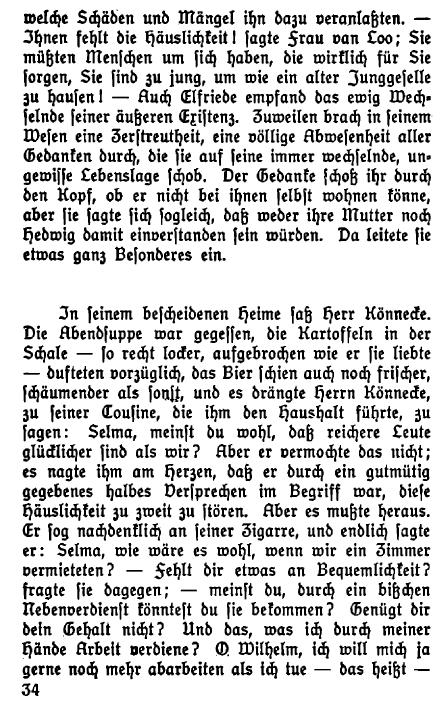 welche Schäden und Mängel ihn dazu veranlaßten. —
Ihnen fehlt die Häuslichkeit! sagte Frau van Loo; Sie
müßten Menschen um sich haben, die wirklich für Sie
sorgen, Sie sind zu jung, um wie ein alter Junggeselle
zu hausen! — Auch Elfriede empfand das ewig Wech-
selnde seiner äußeren Existenz. Zuweilen brach in seinem
Wesen eine Zerstreutheit, eine völlige Abwesenheit aller
Gedanken durch, die sie auf seine immer wechselnde, un-
gewisse Lebenslage schob. Der Gedanke schoß ihr durch
den Kopf, ob er nicht bei ihnen selbst wohnen könne,
aber sie sagte sich sogleich, daß weder ihre Mutter noch
Hedwig damit einverstanden sein würden. Da leitete sie
etwas ganz Besonderes ein.
In seinem bescheidenen Heime saß Herr Könnecke.
Die Abendsuppe war gegessen, die Kartoffeln in der
Schale — so recht locker, aufgebrochen wie er sie liebte
— dufteten vorzüglich, das Bier schien auch noch frischer,
schäumender als sonst, und es drängte Herrn Könnecke,
zu seiner Cousine, die ihm den Haushalt führte, zu
sagen: Selma, meinst du wohl, daß reichere Leute
glücklicher sind als wir? Aber er vermochte das nicht;
es nagte ihm am Herzen, daß er durch ein gutmütig
gegebenes halbes Versprechen im Begriff war, diese
Häuslichkeit zu zweit zu stören. Aber es mußte heraus.
Er sog nachdenklich an seiner Zigarre, und endlich sagte
er: Selma, wie wäre es wohl, wenn wir ein Zimmer
vermieteten? — Fehlt dir etwas an Bequemlichkeit?
fragte sie dagegen; — meinst du, durch ein bißchen
Nebenverdienst könntest du sie bekommen? Genügt dir
dein Gehalt nicht? Und das, was ich durch meiner
Hände Arbeit verdiene? O, Wilhelm, ich will mich ja
gerne noch mehr abarbeiten als ich tue — das heißt —
34